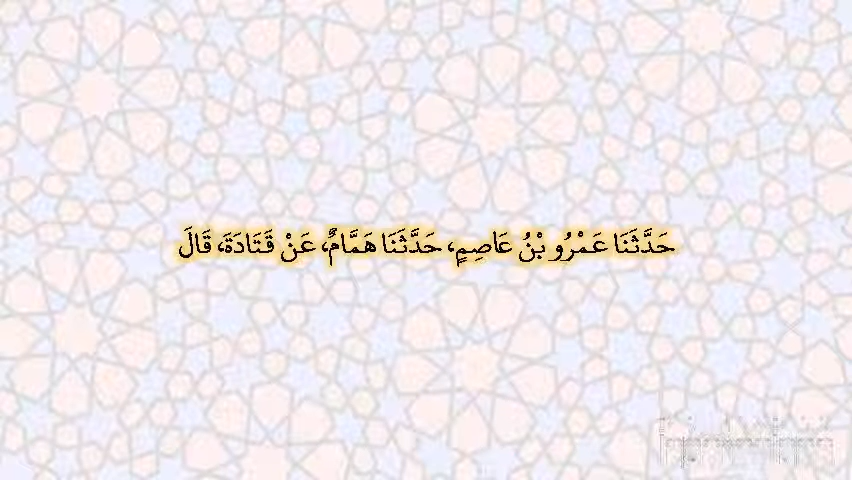 حَدَّثَنَا عَمْرُو بْنُ عَاصِمٍ، حَدَّثَنَا هَمَّامٌ، عَنْ قَتَادَةَ، قَالَ